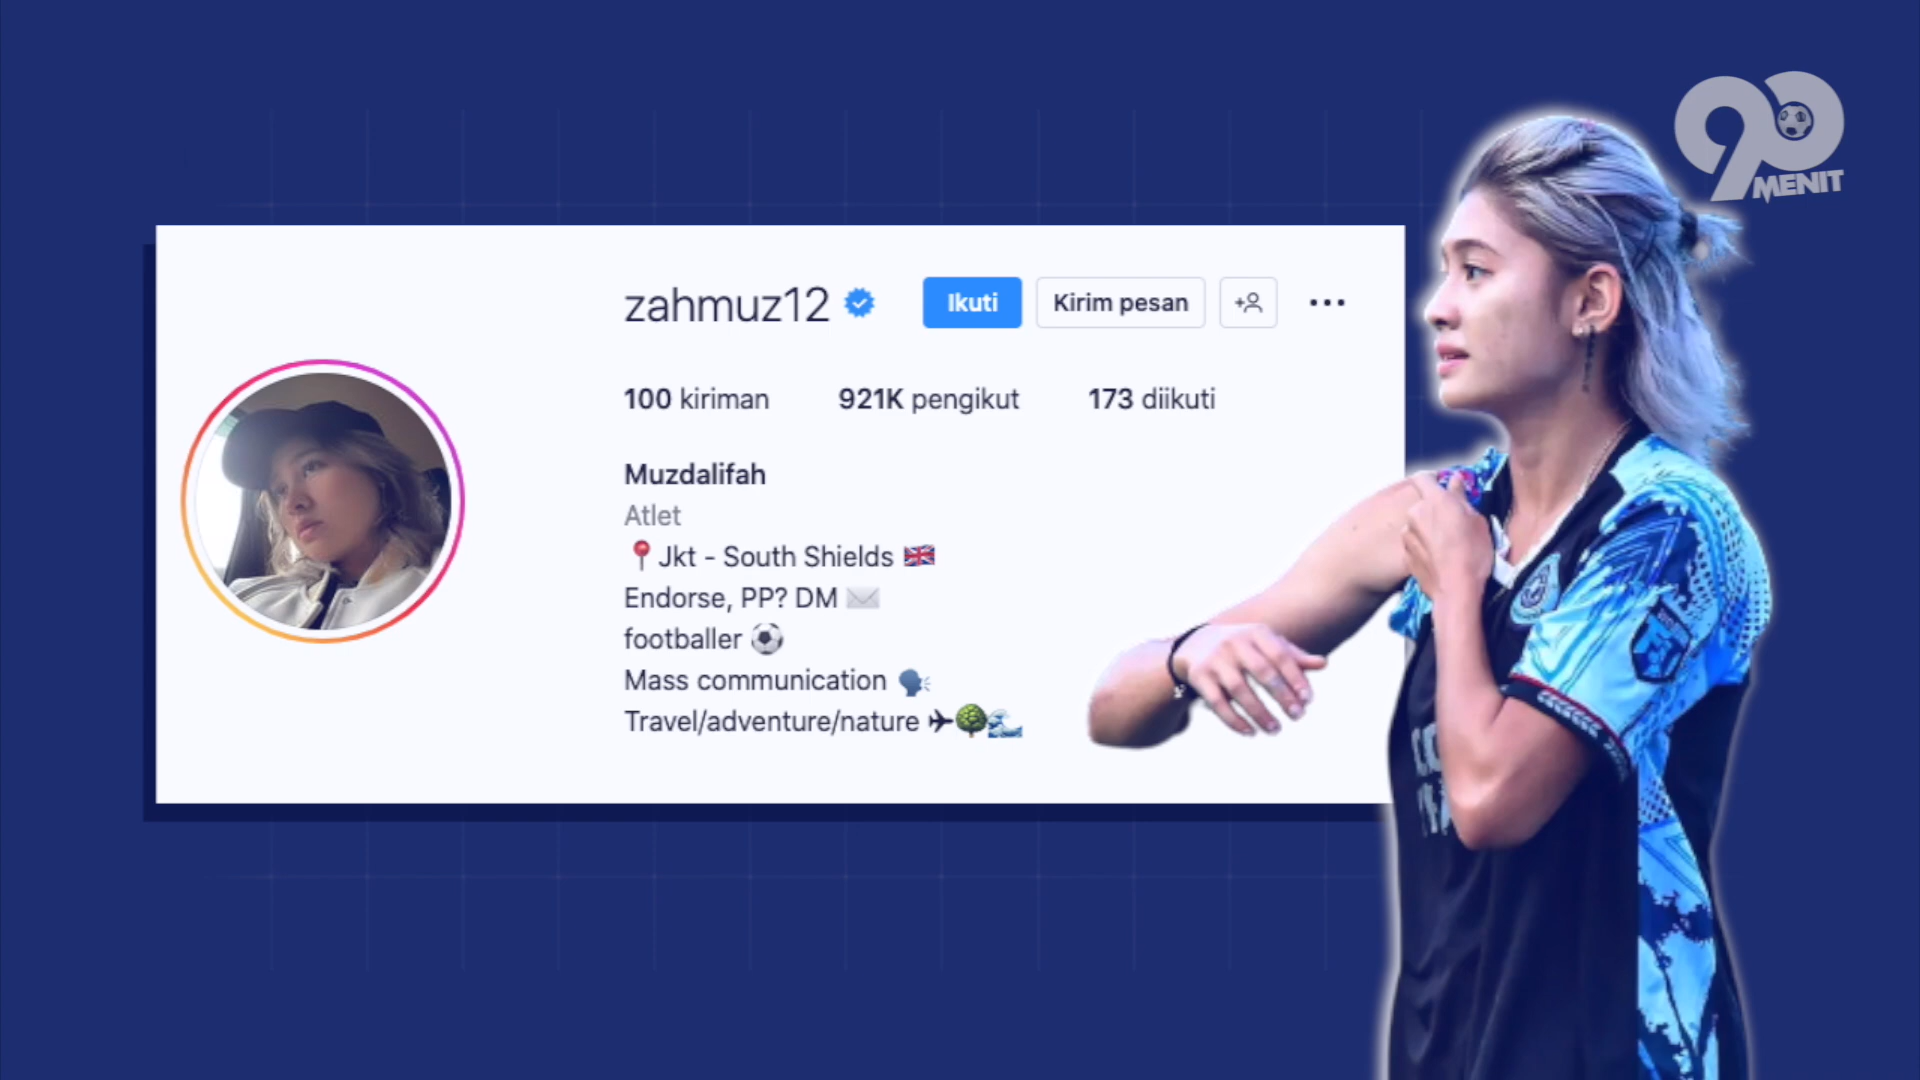 90
MENIT
zahmuz12
Ikuti
Kirim pesan
100 kiriman
921K pengikut
173 diikuti
Muzdalifah
Atlet
📍Jkt - South Shields 🇬🇧
Endorse, PP? DM ✉️
footballer ⚽
Mass communication 🗣️
Travel/adventure/nature ✈🌳🌊